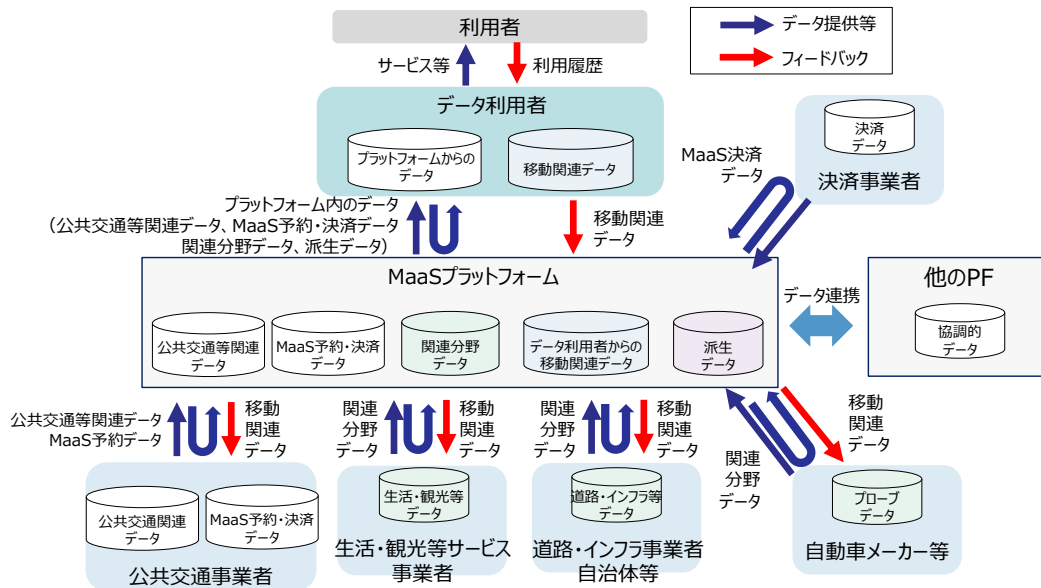 利用者
データ提供等
フィードバック
サービス等
利用履歴
データ利用者
プラットフォームからの
データ
移動関連データ
決済
データ
決済事業者
MaaS決済
データ
プラットフォーム内のデータ
（公共交通等関連データ、MaaS予約・決済データ
関連分野データ、派生データ）
移動関連
データ
MaaSプラットフォーム
公共交通等関連
データ
MaaS予約・決済
データ
関連分野
データ
データ利用者からの
移動関連データ
派生
データ
データ連携
他のPF
協調的
データ
公共交通等関連データ
MaaS予約データ
移動
関連
データ
関連
分野
データ
移動
関連
データ
関連
分野
データ
移動
関連
データ
関連
分野
データ
移動
関連
データ
公共交通関連
データ
MaaS予約・決済
データ
公共交通事業者
生活・観光等
データ
生活・観光等サービス
事業者
道路・インフラ等
データ
道路・インフラ事業者
自治体等
プローブ
データ
自動車メーカー等